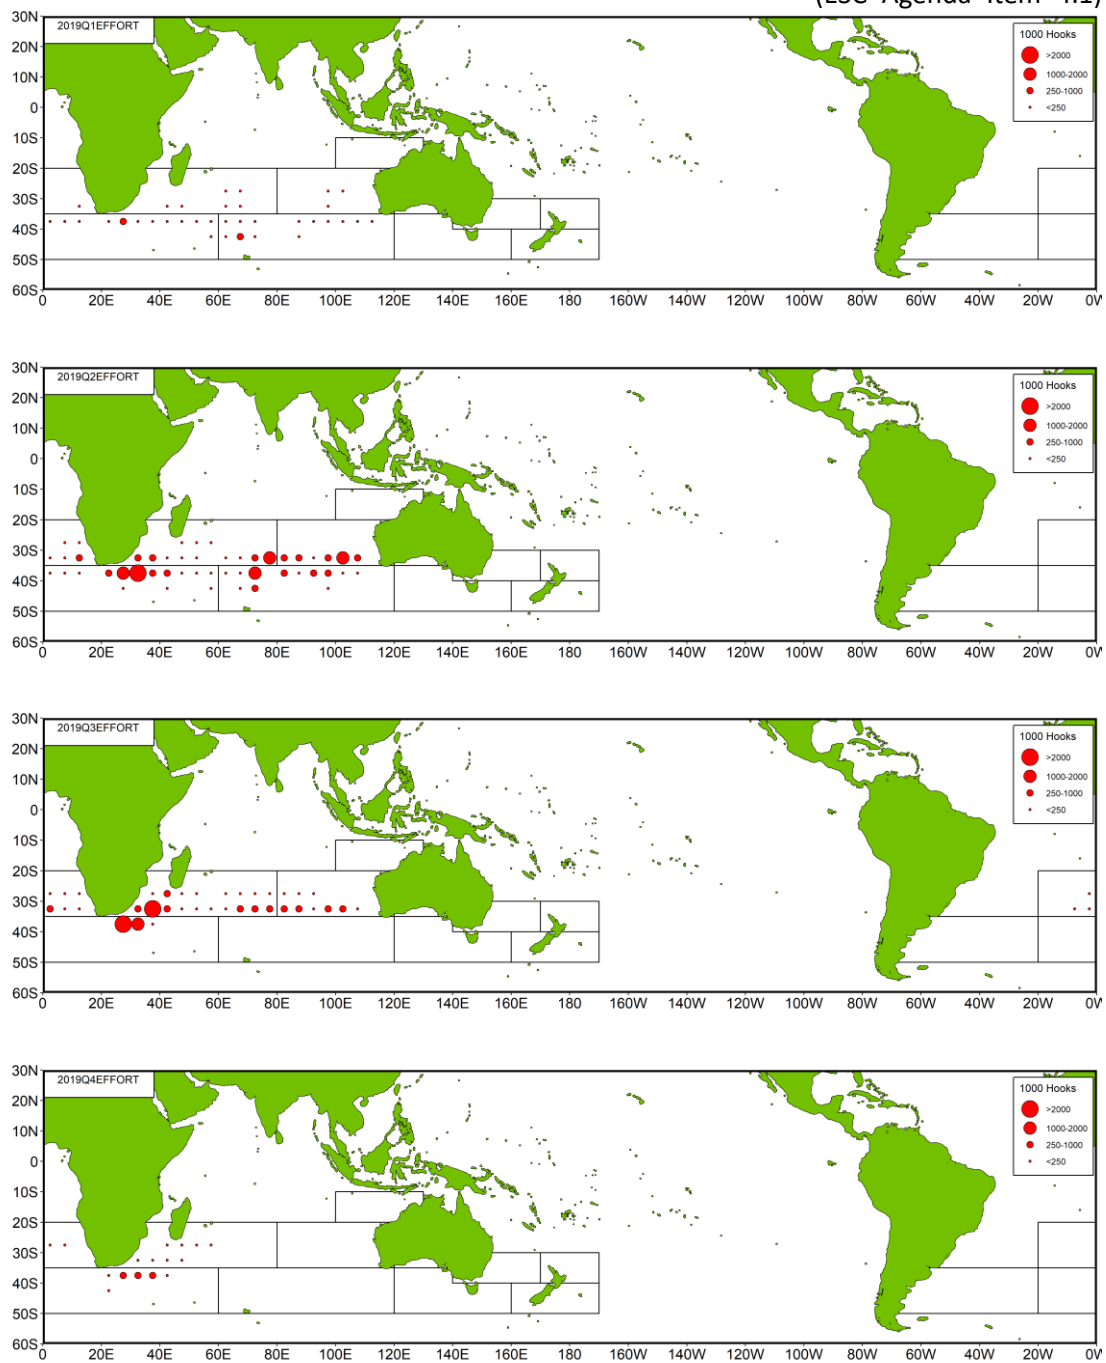 (ESC Agenda item 4.1)
2019Q1EFFORT
1000 Hooks
>2000
1000-2000
250-1000
<250
30N
20N
10N
0
10S
20S
30S
40S
50S
60S
0 20E 40E 60E 80E 100E 120E 140E 160E 180 160W 140W 120W 100W 80W 60W 40W 20W 0W
2019Q2EFFORT
1000 Hooks
>2000
1000-2000
250-1000
<250
30N
20N
10N
0
10S
20S
30S
40S
50S
60S
0 20E 40E 60E 80E 100E 120E 140E 160E 180 160W 140W 120W 100W 80W 60W 40W 20W 0W
2019Q3EFFORT
1000 Hooks
>2000
1000-2000
250-1000
<250
30N
20N
10N
0
10S
20S
30S
40S
50S
60S
0 20E 40E 60E 80E 100E 120E 140E 160E 180 160W 140W 120W 100W 80W 60W 40W 20W 0W
2019Q4EFFORT
1000 Hooks
>2000
1000-2000
250-1000
<250
30N
20N
10N
0
10S
20S
30S
40S
50S
60S
0 20E 40E 60E 80E 100E 120E 140E 160E 180 160W 140W 120W 100W 80W 60W 40W 20W 0W